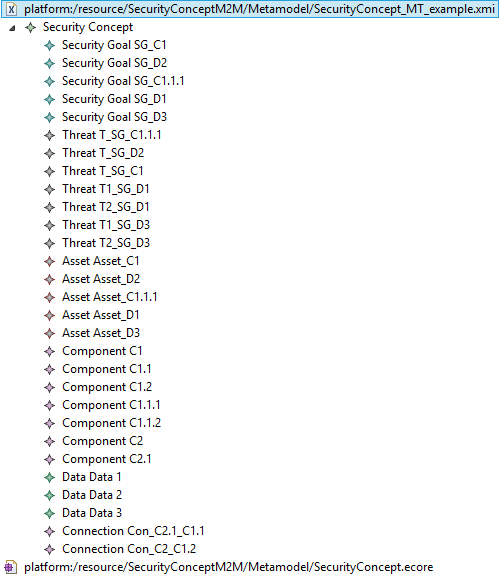 platform:/resource/SecurityConceptM2M/Metamodel/SecurityConcept_MT_example.xmi
Security Concept
Security Goal SG_C1
Security Goal SG_D2
Security Goal SG_C1.1.1
Security Goal SG_D1
Security Goal SG_D3
Threat T_SG_C1.1.1
Threat T_SG_D2
Threat T_SG_C1
Threat T1_SG_D1
Threat T2_SG_D1
Threat T1_SG_D3
Threat T2_SG_D3
Asset Asset_C1
Asset Asset_D2
Asset Asset_C1.1.1
Asset Asset_D1
Asset Asset_D3
Component C1
Component C1.1
Component C1.2
Component C1.1.1
Component C1.1.2
Component C2
Component C2.1
Data Data 1
Data Data 2
Data Data 3
Connection Con_C2.1_C1.1
Connection Con_C2_C1.2
platform:/resource/SecurityConceptM2M/Metamodel/SecurityConcept.ecore